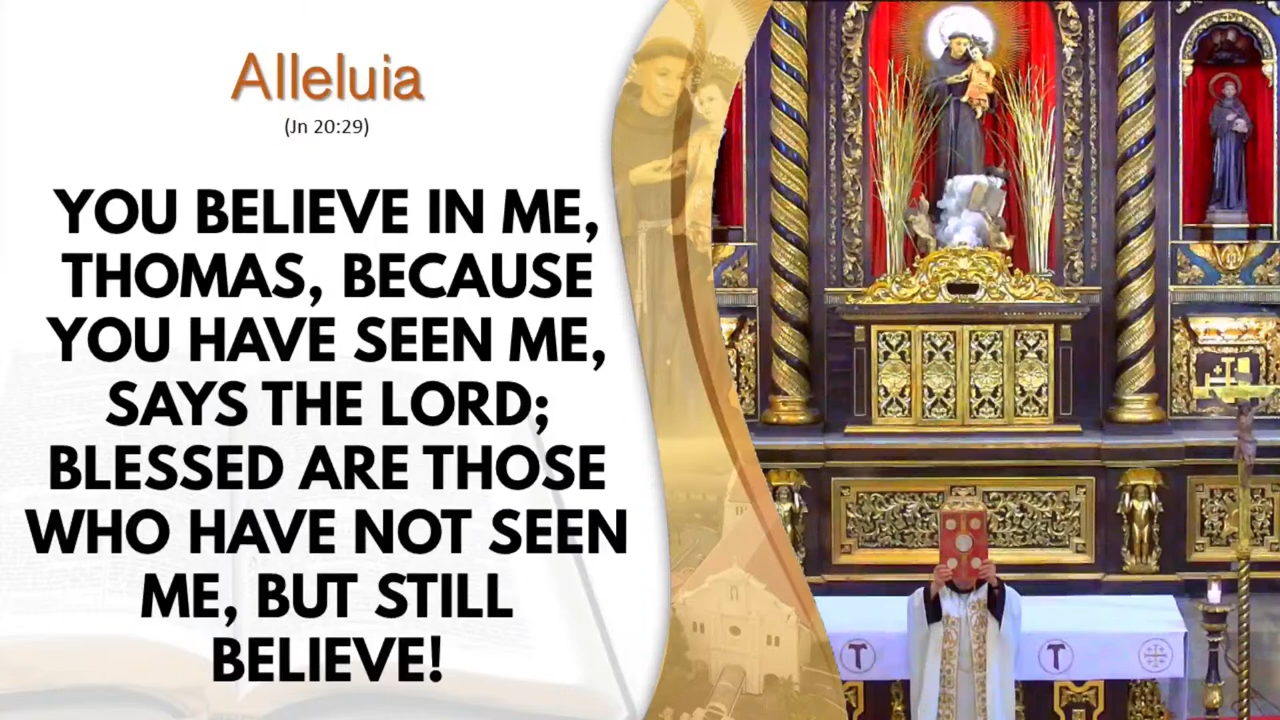 Alleluia
(Jn 20:29)
YOU BELIEVE IN ME,
THOMAS, BECAUSE
YOU HAVE SEEN ME,
SAYS THE LORD;
BLESSED ARE THOSE
WHO HAVE NOT SEEN
ME, BUT STILL
BELIEVE!